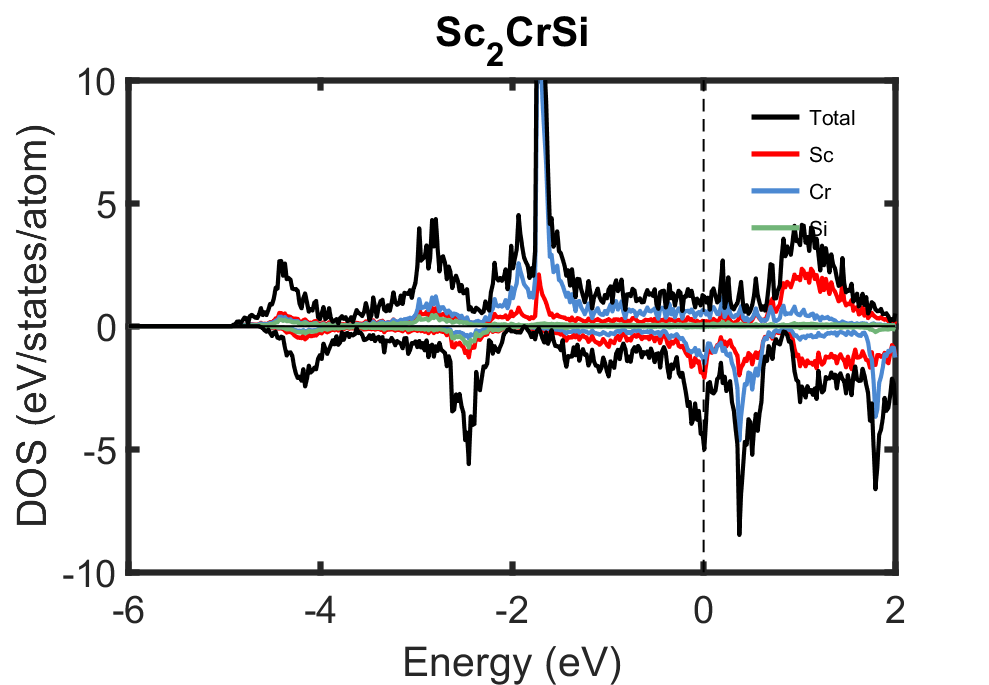 Sc₂CrSi
10
5
0
-5
-10
DOS (eV/states/atom)
Total
Sc
Cr
Si
-6 -4 -2 0 2
Energy (eV)